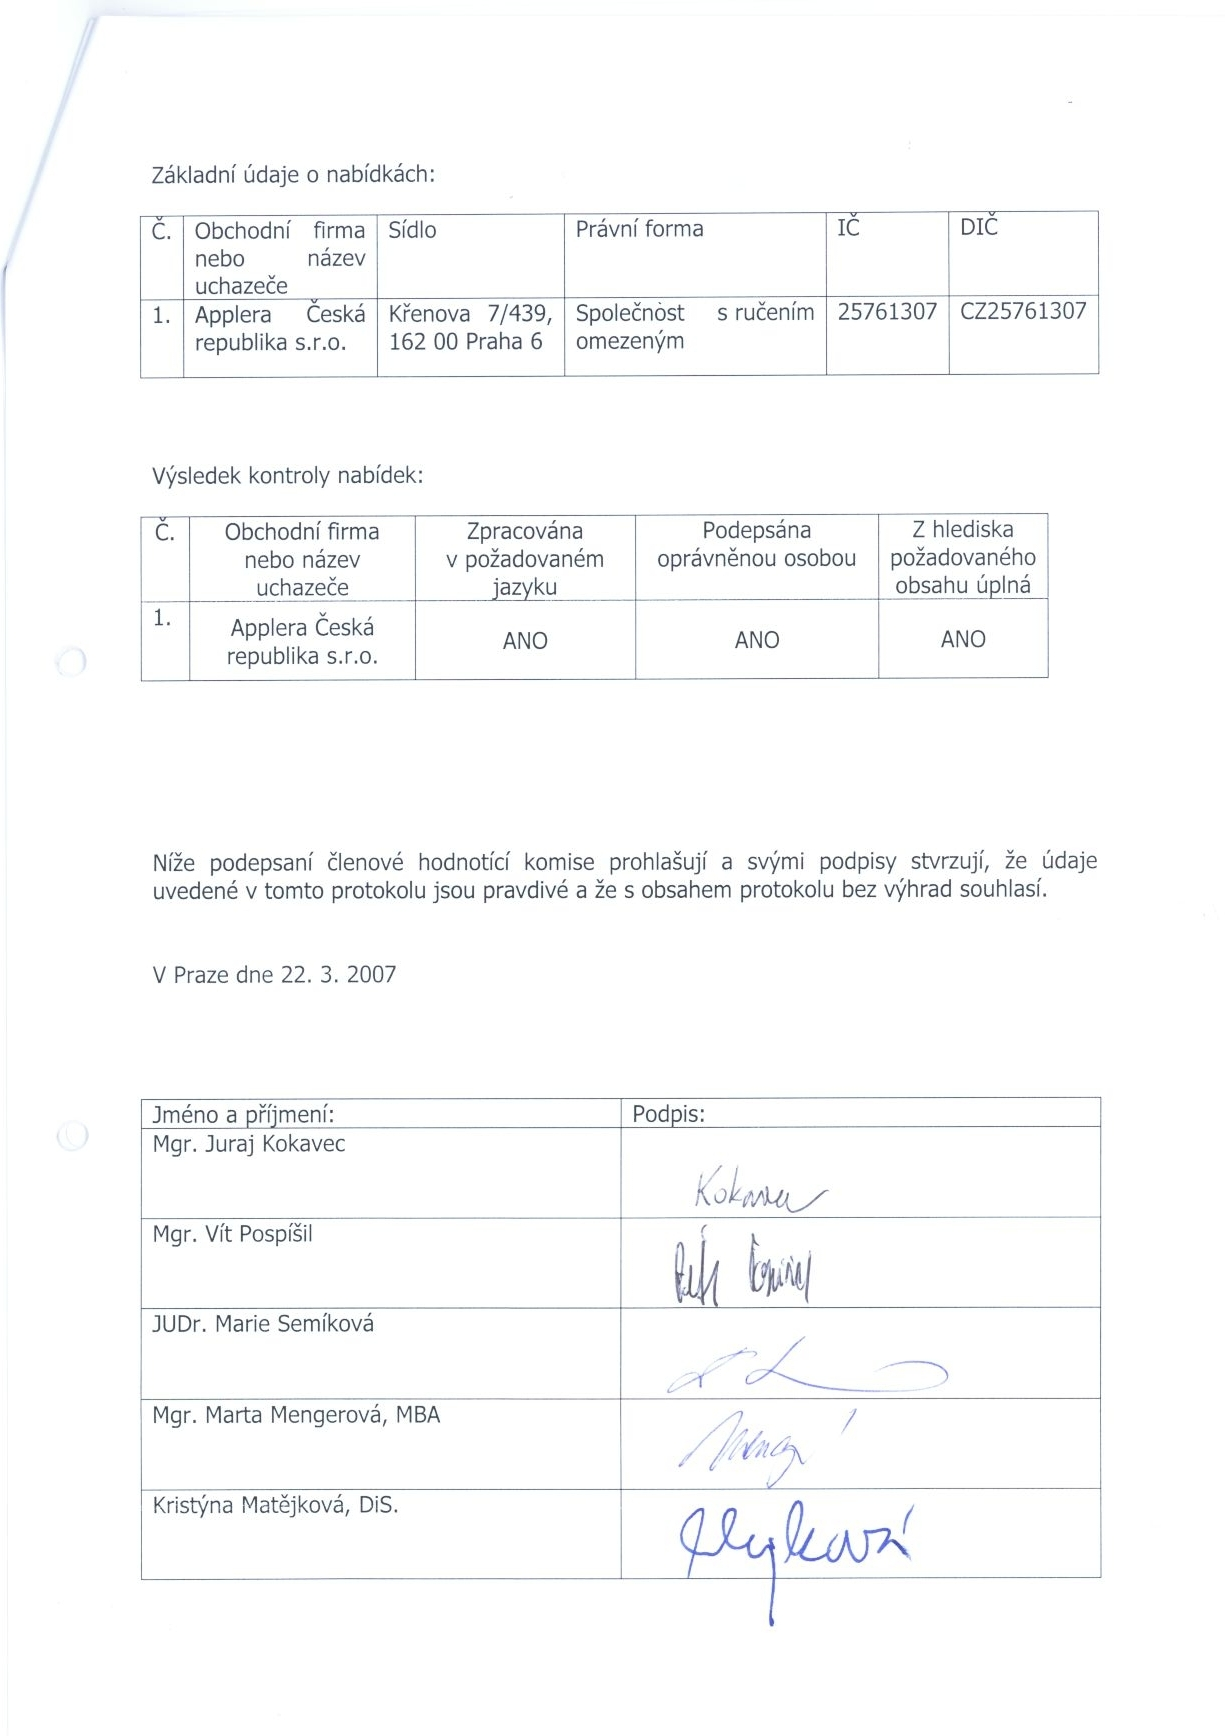 Základní údaje o nabídkách:
Č. Obchodní firma nebo název uchazeče Sídlo Právní forma IČ DIČ
1. Applera Česká republika s.r.o. Křenova 7/439, 162 00 Praha 6 Společnost s ručením omezeným 25761307 CZ25761307
Výsledek kontroly nabídek:
Č. Obchodní firma nebo název uchazeče Zpracována v požadovaném jazyku Podepsána oprávněnou osobou Z hlediska požadovaného obsahu úplná
1. Applera Česká republika s.r.o. ANO ANO ANO
Níže podepsaní členové hodnotící komise prohlašují a svými podpisy stvrzují, že údaje
uvedené v tomto protokolu jsou pravdivé a že s obsahem protokolu bez výhrad souhlasí.
V Praze dne 22. 3. 2007
Jméno a příjmení: Podpis:
Mgr. Juraj Kokavec
Mgr. Vít Pospíšil
JUDr. Marie Semíková
Mgr. Marta Mengerová, MBA
Kristýna Matějková, DiS.